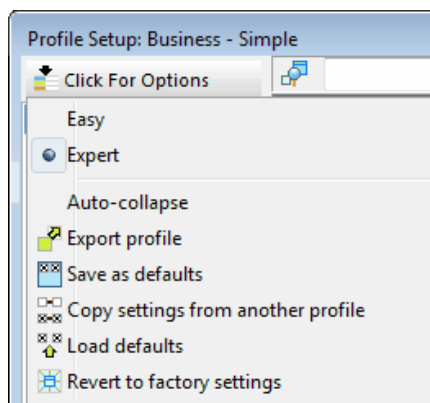 Profile Setup: Business - Simple
Click For Options
Easy
Expert
Auto-collapse
Export profile
Save as defaults
Copy settings from another profile
Load defaults
Revert to factory settings